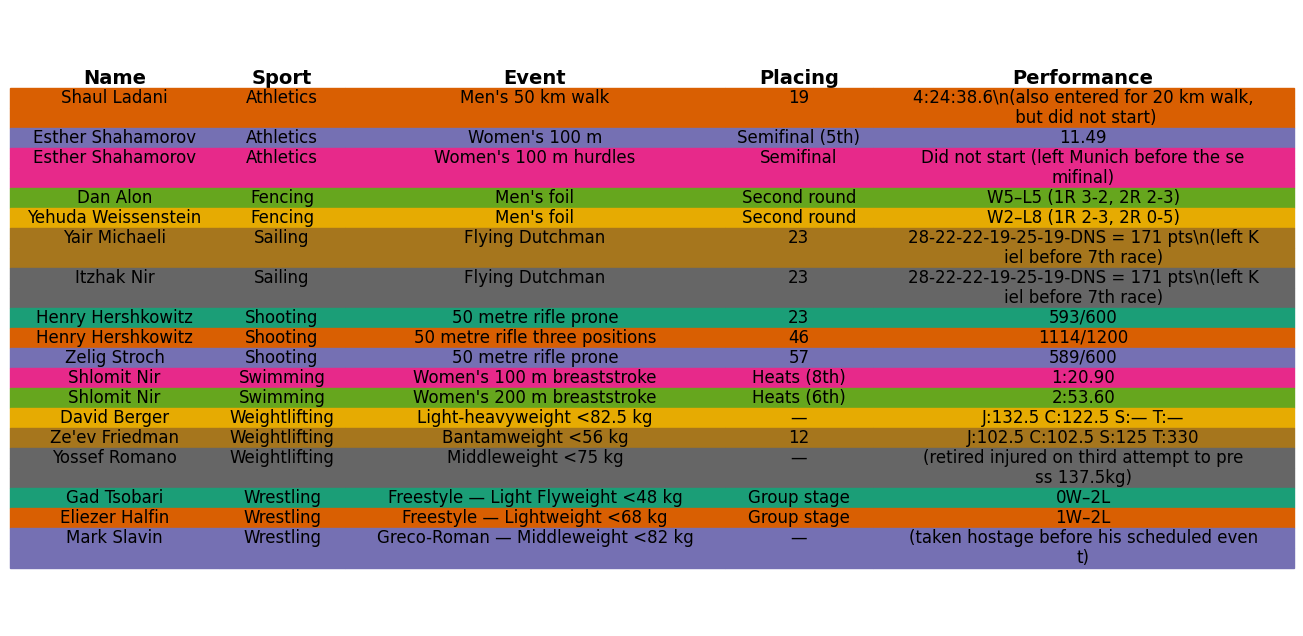 Name Sport Event Placing Performance
Shaul Ladani Athletics Men's 50 km walk 19 4:24:38.6\n(also entered for 20 km walk,
but did not start)
Esther Shahamorov Athletics Women's 100 m Semifinal (5th) 11.49
Esther Shahamorov Athletics Women's 100 m hurdles Semifinal Did not start (left Munich before the se
mifinal)
Dan Alon Fencing Men's foil Second round W5–L5 (1R 3-2, 2R 2-3)
Yehuda Weissenstein Fencing Men's foil Second round W2–L8 (1R 2-3, 2R 0-5)
Yair Michaeli Sailing Flying Dutchman 23 28-22-22-19-25-19-DNS = 171 pts\n(left K
iel before 7th race)
Itzhak Nir Sailing Flying Dutchman 23 28-22-22-19-25-19-DNS = 171 pts\n(left K
iel before 7th race)
Henry Hershkowitz Shooting 50 metre rifle prone 23 593/600
Henry Hershkowitz Shooting 50 metre rifle three positions 46 1114/1200
Zelig Stroch Shooting 50 metre rifle prone 57 589/600
Shlomit Nir Swimming Women's 100 m breaststroke Heats (8th) 1:20.90
Shlomit Nir Swimming Women's 200 m breaststroke Heats (6th) 2:53.60
David Berger Weightlifting Light-heavyweight <82.5 kg — J:132.5 C:122.5 S:— T:—
Ze'ev Friedman Weightlifting Bantamweight <56 kg 12 J:102.5 C:102.5 S:125 T:330
Yossef Romano Weightlifting Middleweight <75 kg — (retired injured on third attempt to pre
ss 137.5kg)
Gad Tsobari Wrestling Freestyle — Light Flyweight <48 kg Group stage 0W–2L
Eliezer Halfin Wrestling Freestyle — Lightweight <68 kg Group stage 1W–2L
Mark Slavin Wrestling Greco-Roman — Middleweight <82 kg — (taken hostage before his scheduled even
t)